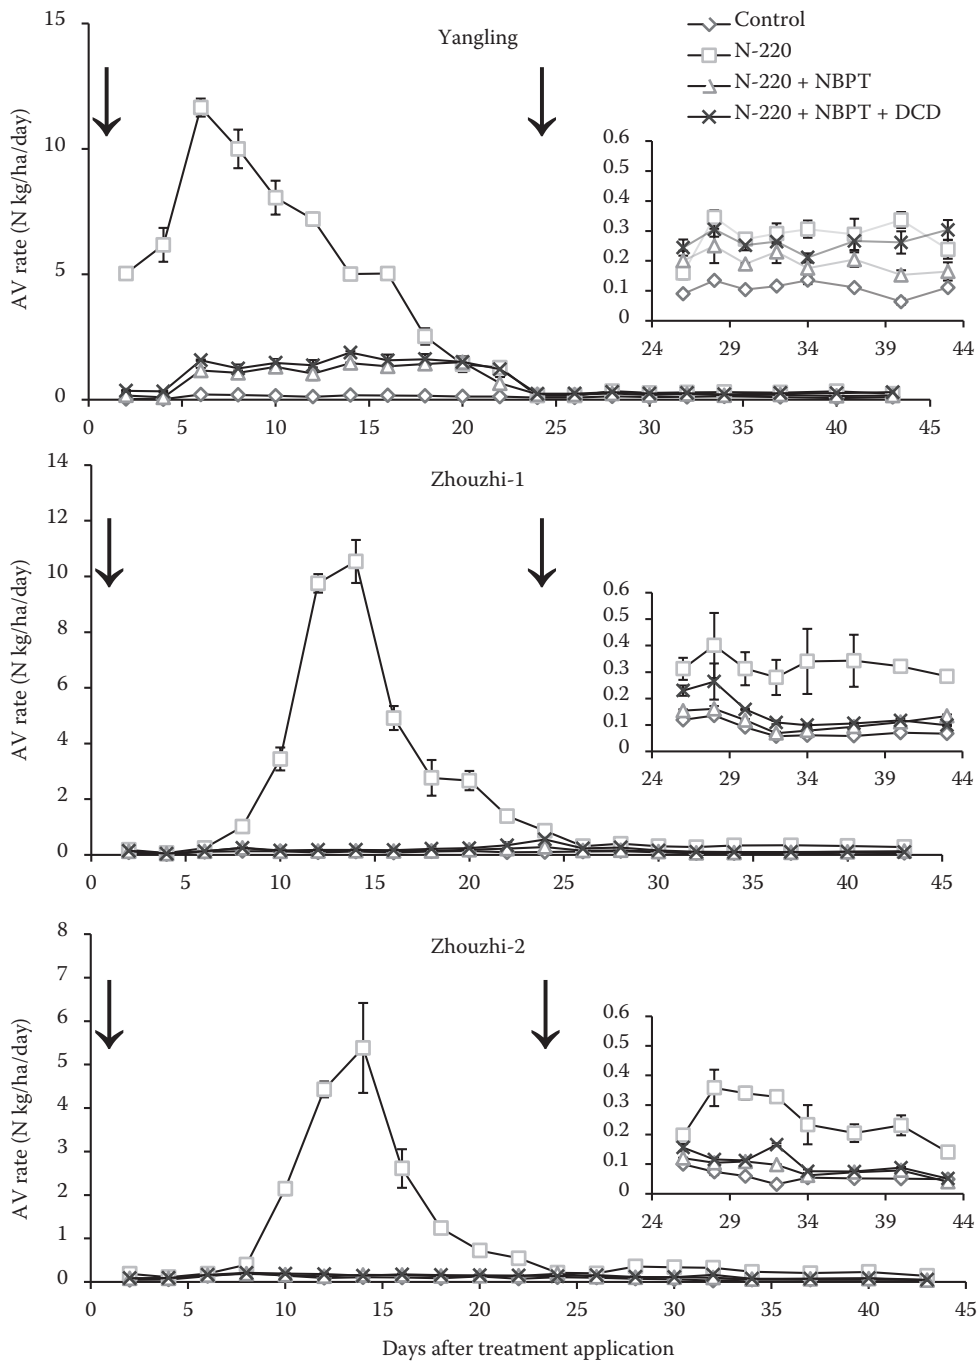 Yangling
Control
N-220
N-220 + NBPT
N-220 + NBPT + DCD
AV rate (N kg/ha/day)
15
10
5
0
0 5 10 15 20 25 30 35 40 45
0.6
0.5
0.4
0.3
0.2
0.1
0
24 29 34 39 44
Zhouzhi-1
AV rate (N kg/ha/day)
14
12
10
8
6
4
2
0
0 5 10 15 20 25 30 35 40 45
0.6
0.5
0.4
0.3
0.2
0.1
0
24 29 34 39 44
Zhouzhi-2
AV rate (N kg/ha/day)
8
7
6
5
4
3
2
1
0
0 5 10 15 20 25 30 35 40 45
0.6
0.5
0.4
0.3
0.2
0.1
0
24 29 34 39 44
Days after treatment application